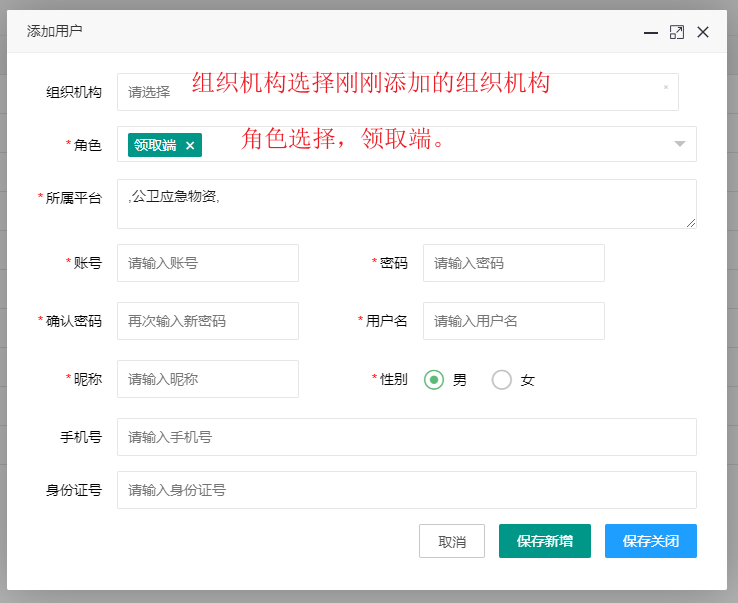 添加用户
组织机构 请选择 组织机构选择刚刚添加的组织机构
*角色 领取端 × 角色选择，领取端。
*所属平台 ,公卫应急物资,
*账号 请输入账号 *密码 请输入密码
*确认密码 再次输入新密码 *用户名 请输入用户名
*昵称 请输入昵称 *性别 男 女
手机号 请输入手机号
身份证号 请输入身份证号
取消 保存新增 保存关闭